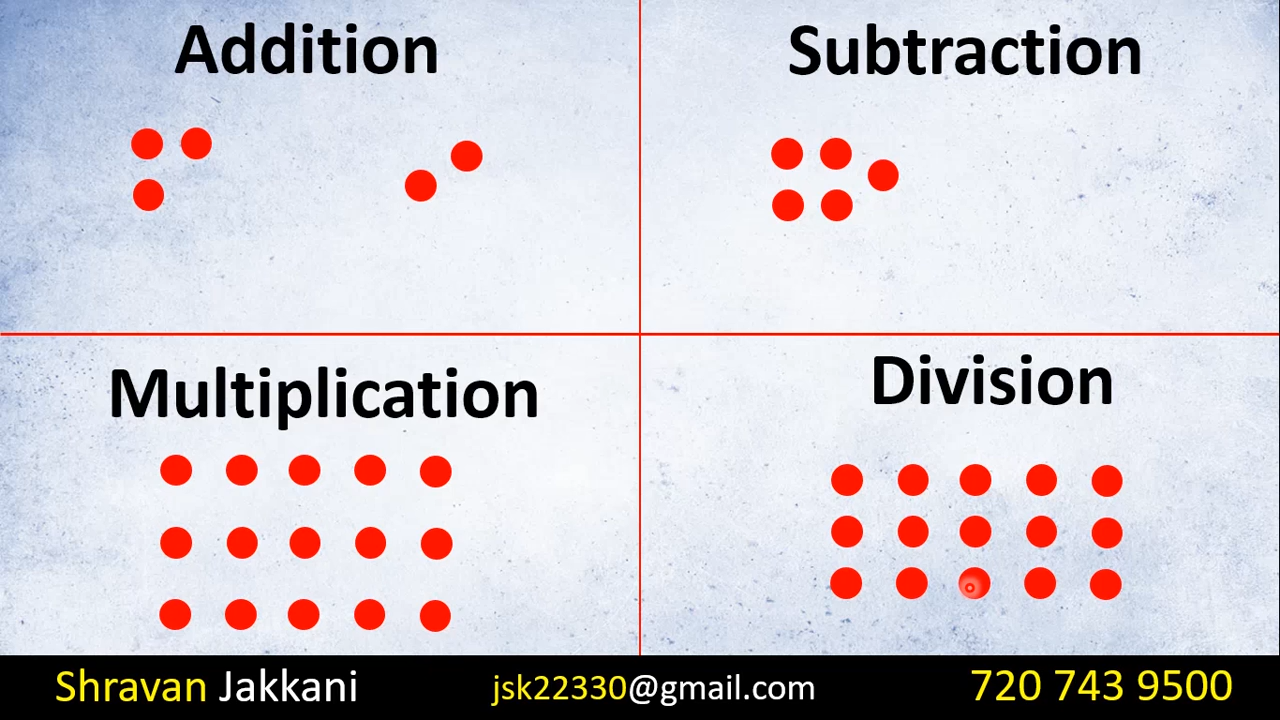 Addition
Subtraction
Multiplication
Division
Shravan Jakkani
jsk22330@gmail.com
720 743 9500